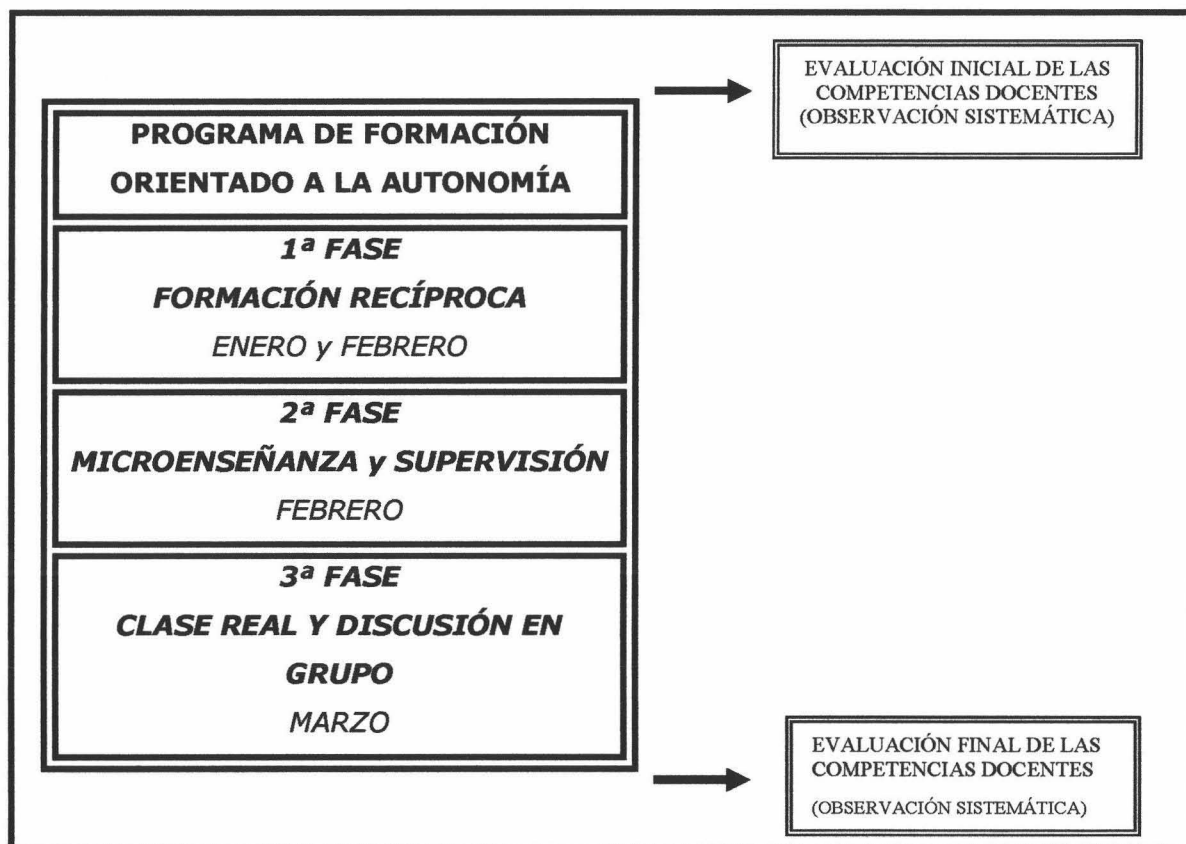 EVALUACIÓN INICIAL DE LAS
COMPETENCIAS DOCENTES
(OBSERVACIÓN SISTEMÁTICA)
PROGRAMA DE FORMACIÓN
ORIENTADO A LA AUTONOMÍA
1ª FASE
FORMACIÓN RECÍPROCA
ENERO y FEBRERO
2ª FASE
MICROENSEÑANZA y SUPERVISIÓN
FEBRERO
3ª FASE
CLASE REAL Y DISCUSIÓN EN
GRUPO
MARZO
EVALUACIÓN FINAL DE LAS
COMPETENCIAS DOCENTES
(OBSERVACIÓN SISTEMÁTICA)